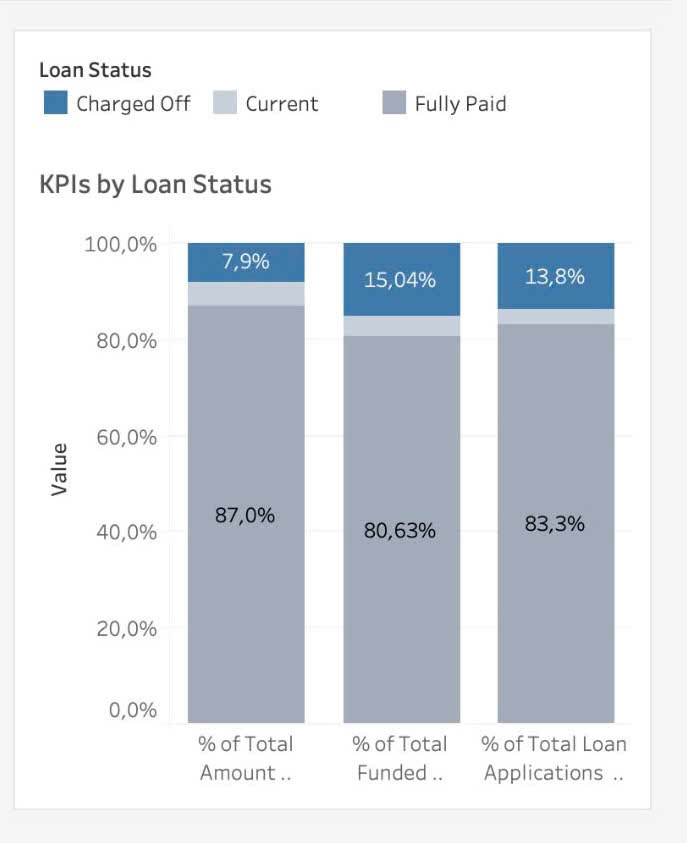 Loan Status
Charged Off Current Fully Paid
KPIs by Loan Status
100,0%
80,0%
60,0%
40,0%
20,0%
0,0%
Value
7,9% 15,04% 13,8%
87,0% 80,63% 83,3%
% of Total % of Total % of Total Loan
Amount .. Funded .. Applications ..